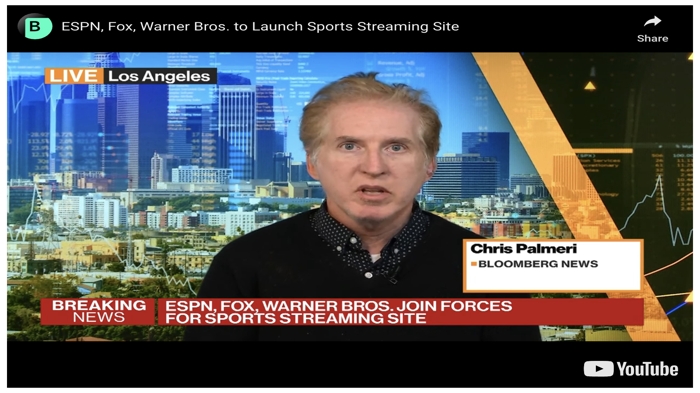 B
ESPN, Fox, Warner Bros. to Launch Sports Streaming Site
Share
LIVE Los Angeles
Chris Palmeri
BLOOMBERG NEWS
BREAKING
NEWS
ESPN, FOX, WARNER BROS. JOIN FORCES
FOR SPORTS STREAMING SITE
YouTube